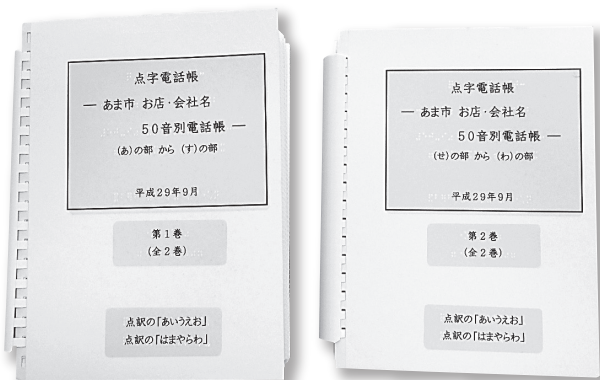 点字電話帳
― あま市 お店・会社名
50音別電話帳 ―
(あ)の部 から (す)の部
平成29年9月
第1巻
(全2巻)
点訳の「あいうえお」
点訳の「はまやらわ」
点字電話帳
― あま市 お店・会社名
50音別電話帳 ―
(せ)の部 から (わ)の部
平成29年9月
第2巻
(全2巻)
点訳の「あいうえお」
点訳の「はまやらわ」